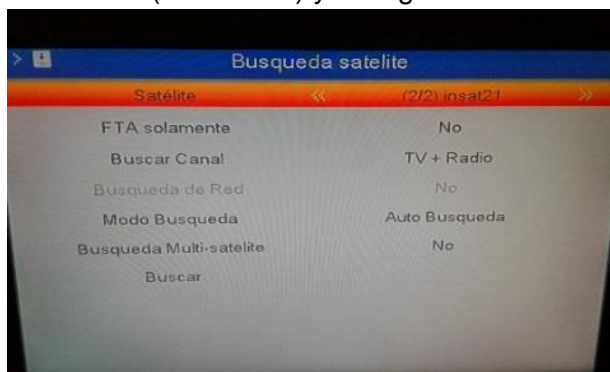 Busqueda satelite
Satélite « (2/2) insat21 »
FTA solamente No
Buscar Canal TV + Radio
Busqueda de Red No
Modo Busqueda Auto Busqueda
Busqueda Multi-satelite No
Buscar